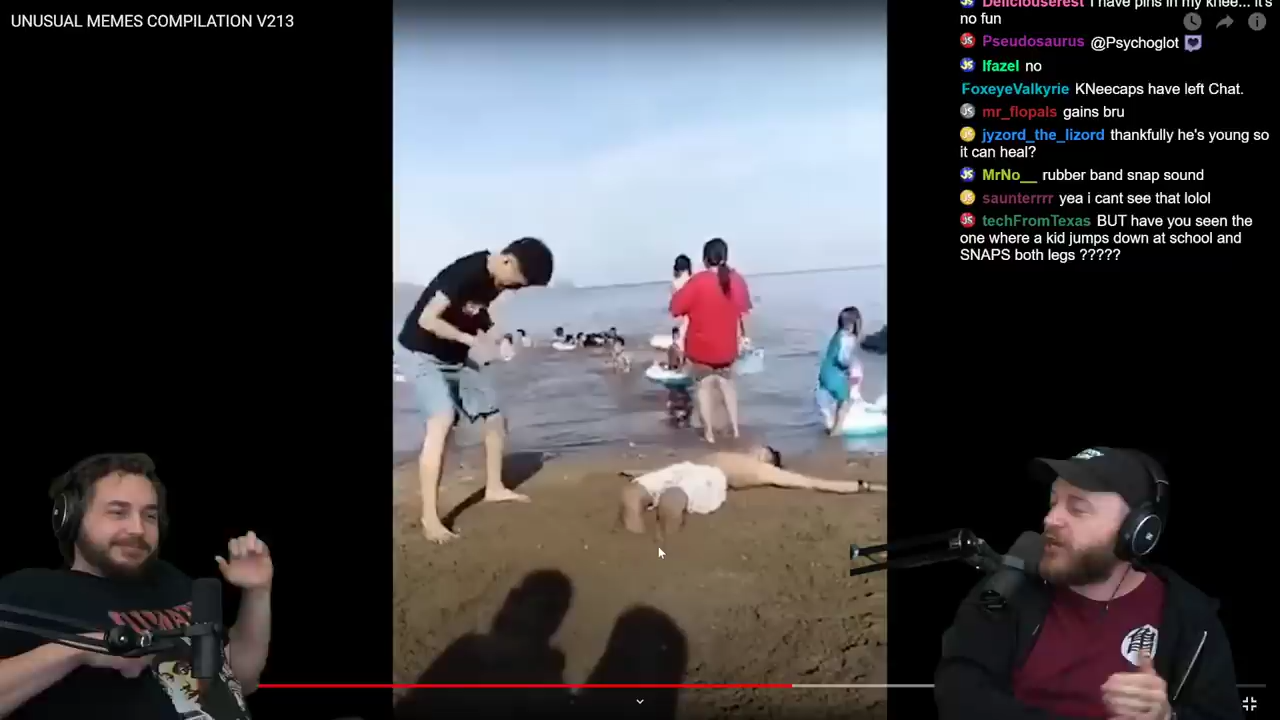 UNUSUAL MEMES COMPILATION V213
Deliciouserest I have pins in my knee... it's
no fun
Pseudosaurus @Psychoglot
Ifazel no
FoxeyeValkyrie KNeecaps have left Chat.
mr_flopals gains bru
jyzord_the_lizord thankfully he's young so
it can heal?
MrNo__ rubber band snap sound
saunterrrr yea i cant see that lolol
techFromTexas BUT have you seen the
one where a kid jumps down at school and
SNAPS both legs ?????